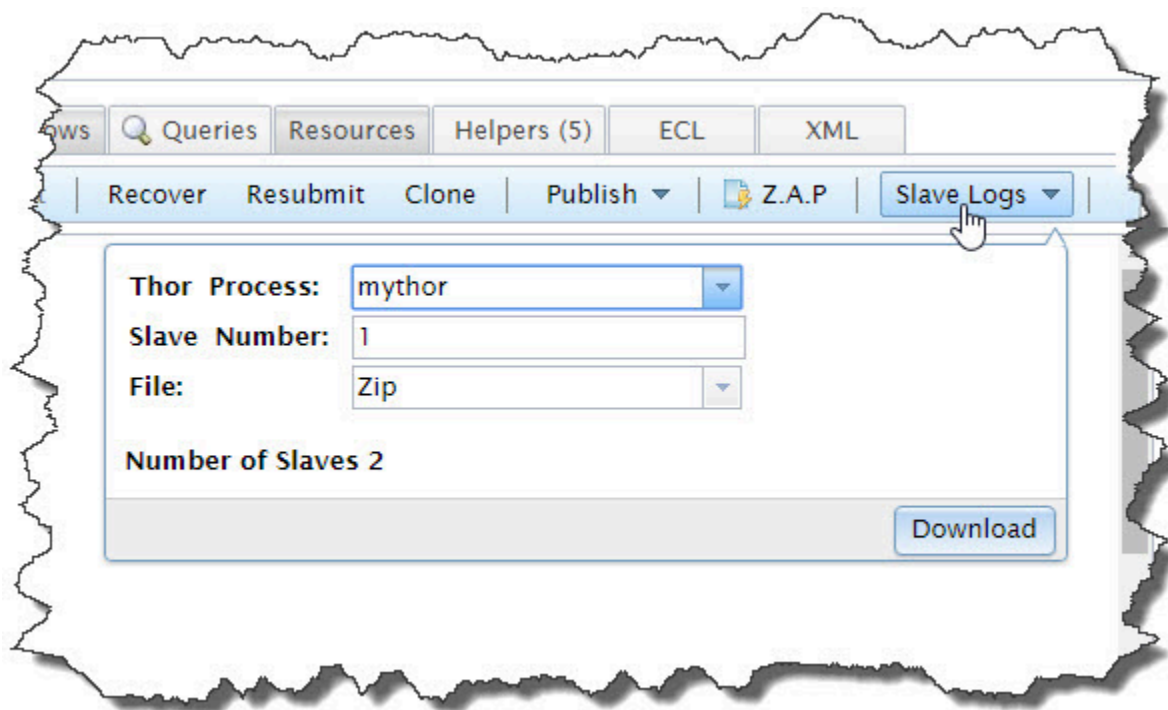 ows Queries Resources Helpers (5) ECL XML
Recover Resubmit Clone Publish Z.A.P Slave Logs
Thor Process: mythor
Slave Number: 1
File: Zip
Number of Slaves 2
Download